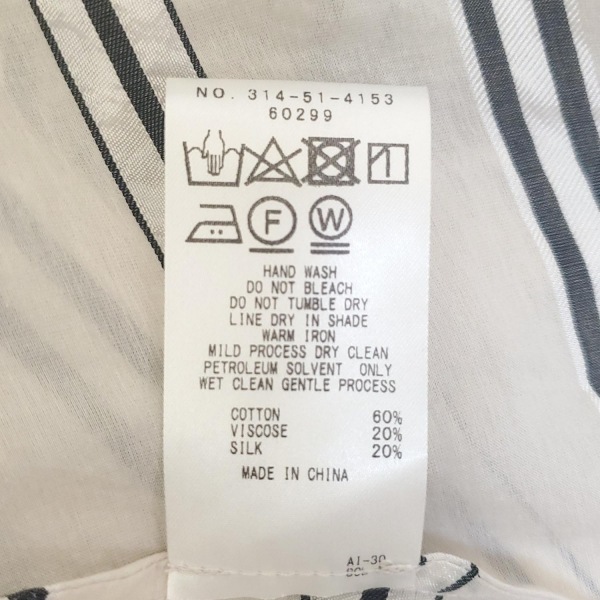 NO. 314-51-4153
60299
F
W
HAND WASH
DO NOT BLEACH
DO NOT TUMBLE DRY
LINE DRY IN SHADE
WARM IRON
MILD PROCESS DRY CLEAN
PETROLEUM SOLVENT ONLY
WET CLEAN GENTLE PROCESS
COTTON 60%
VISCOSE 20%
SILK 20%
MADE IN CHINA
AI-30